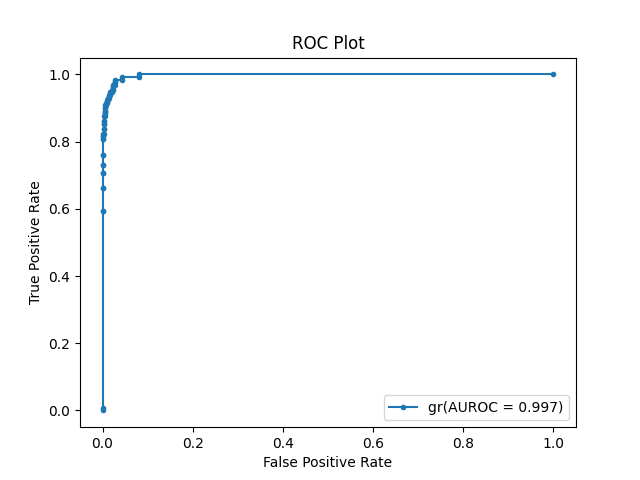 ROC Plot
1.0
0.8
0.6
0.4
0.2
0.0
True Positive Rate
gr(AUROC = 0.997)
0.0 0.2 0.4 0.6 0.8 1.0
False Positive Rate